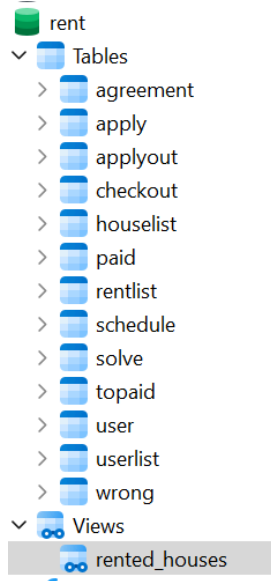 rent
Tables
agreement
apply
applyout
checkout
houselist
paid
rentlist
schedule
solve
topaid
user
userlist
wrong
Views
rented_houses